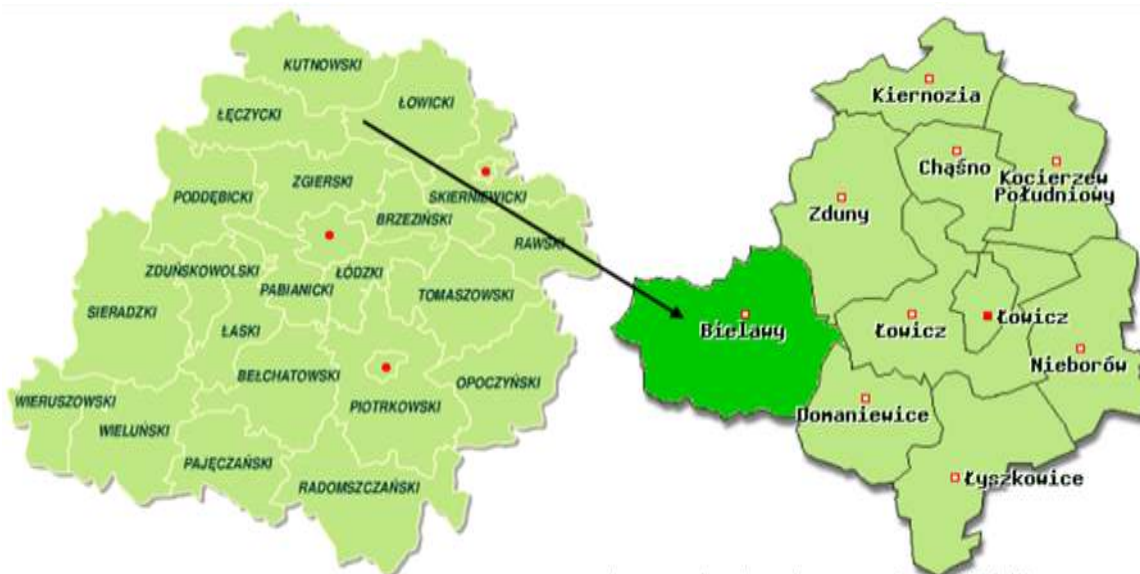 KUTNOWSKI
ŁOWICKI
ŁĘCZYCKI
ZGIERSKI
SKIERNIEWICKI
PODDĘBICKI
BRZEZIŃSKI
RAWSKI
ZDUŃSKOWOLSKI
ŁÓDZKI
PABIANICKI
TOMASZOWSKI
SIERADZKI
ŁASKI
BEŁCHATOWSKI
OPOCZYŃSKI
WIERUSZOWSKI
PIOTRKOWSKI
WIELUŃSKI
PAJĘCZAŃSKI
RADOMSZCZAŃSKI
Kiernozia
Chąśno
Kocierzew
Południowy
Zduny
Bielawy
Łowicz
Łowicz
Nieborów
Domaniewice
Łyszkowice